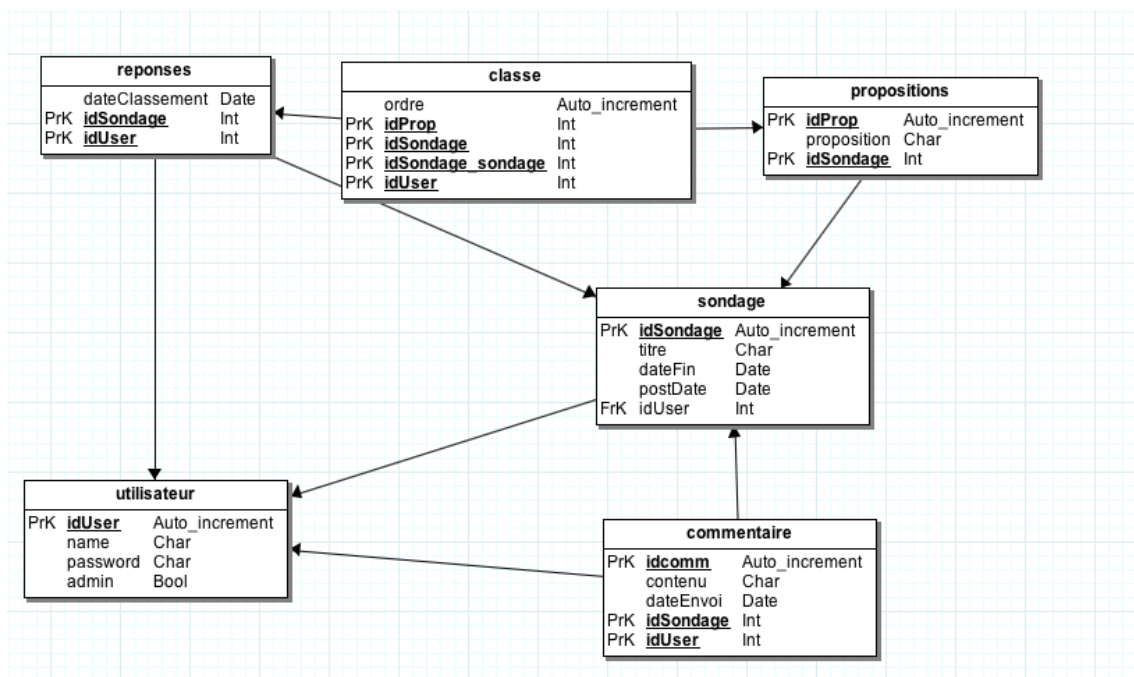 reponses
dateClassement Date
PrK idSondage Int
PrK idUser Int
classe
ordre Auto_increment
PrK idProp Int
PrK idSondage Int
PrK idSondage_sondage Int
PrK idUser Int
propositions
PrK idProp Auto_increment
proposition Char
PrK idSondage Int
sondage
PrK idSondage Auto_increment
titre Char
dateFin Date
postDate Date
FrK idUser Int
utilisateur
PrK idUser Auto_increment
name Char
password Char
admin Bool
commentaire
PrK idcomm Auto_increment
contenu Char
dateEnvoi Date
PrK idSondage Int
PrK idUser Int